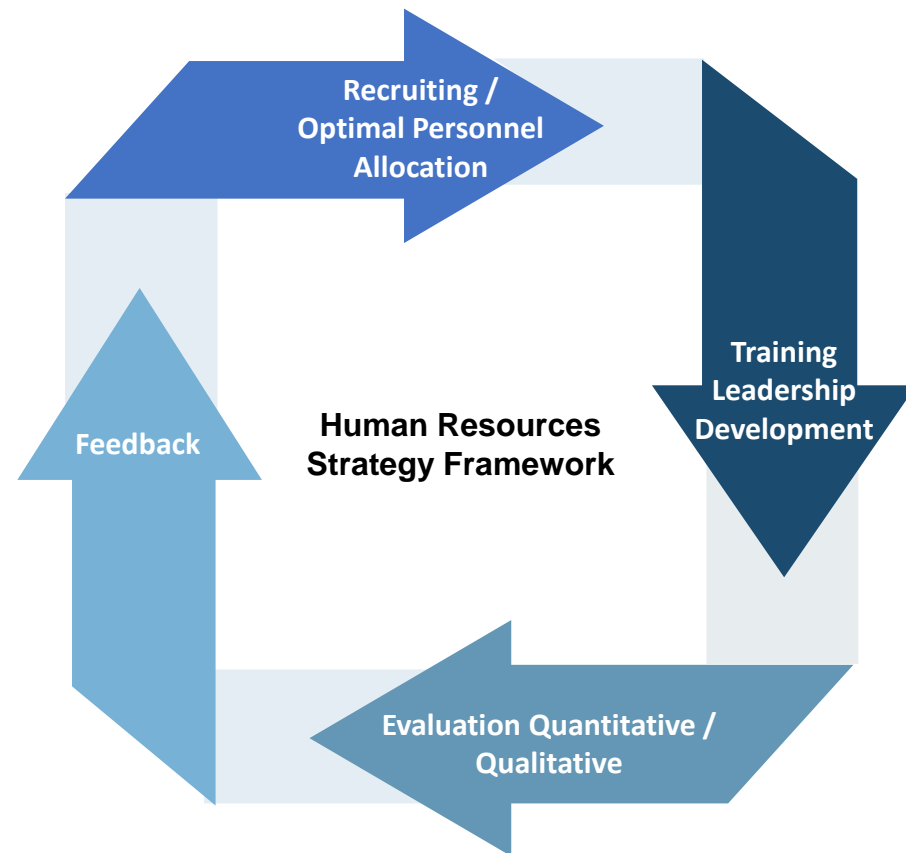 Recruiting /
Optimal Personnel
Allocation
Training
Leadership
Development
Human Resources
Strategy Framework
Feedback
Evaluation Quantitative /
Qualitative